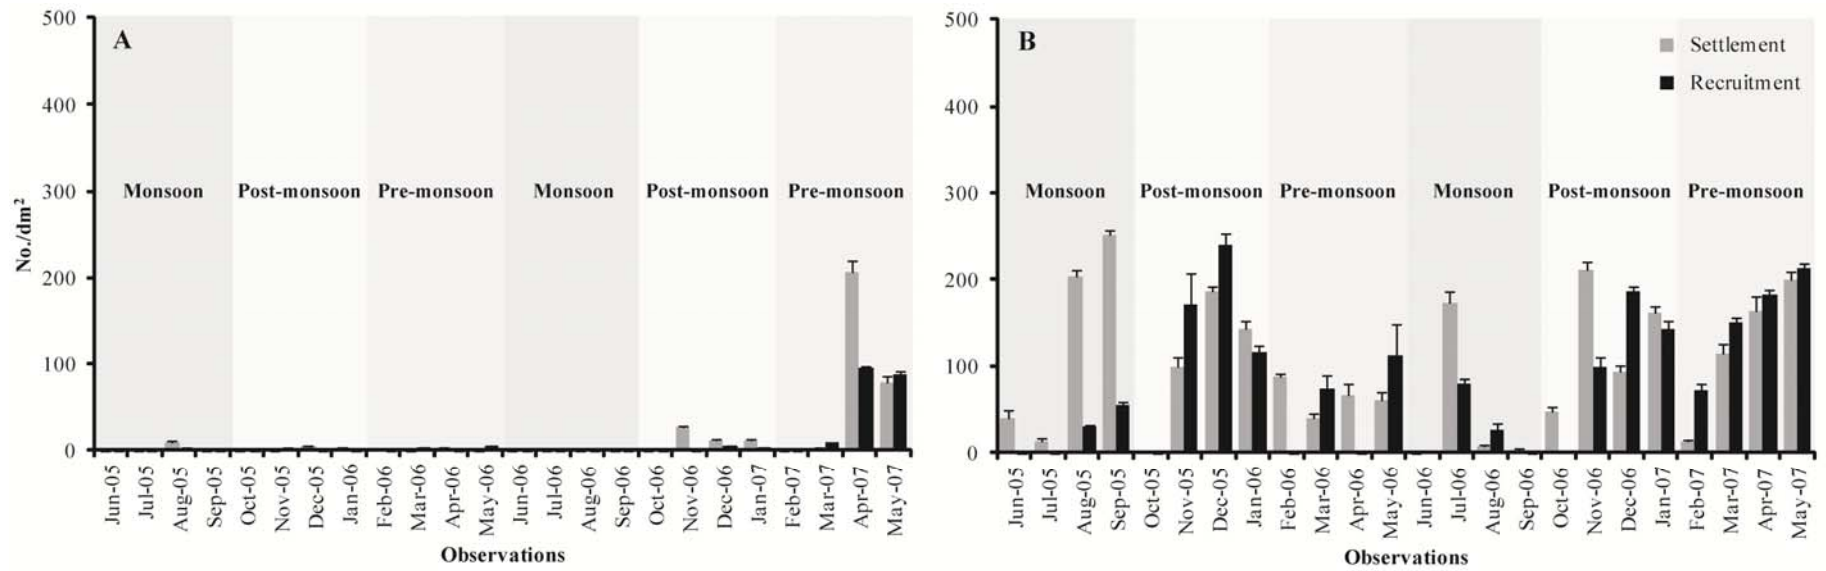 A
500
400
300
200
100
0
No./dm²
Monsoon Post-monsoon Pre-monsoon Monsoon Post-monsoon Pre-monsoon
Jun-05 Jul-05 Aug-05 Sep-05 Oct-05 Nov-05 Dec-05 Jan-06 Feb-06 Mar-06 Apr-06 May-06 Jun-06 Jul-06 Aug-06 Sep-06 Oct-06 Nov-06 Dec-06 Jan-07 Feb-07 Mar-07 Apr-07 May-07
Observations
B
500
400
300
200
100
0
Settlement
Recruitment
Monsoon Post-monsoon Pre-monsoon Monsoon Post-monsoon Pre-monsoon
Jun-05 Jul-05 Aug-05 Sep-05 Oct-05 Nov-05 Dec-05 Jan-06 Feb-06 Mar-06 Apr-06 May-06 Jun-06 Jul-06 Aug-06 Sep-06 Oct-06 Nov-06 Dec-06 Jan-07 Feb-07 Mar-07 Apr-07 May-07
Observations